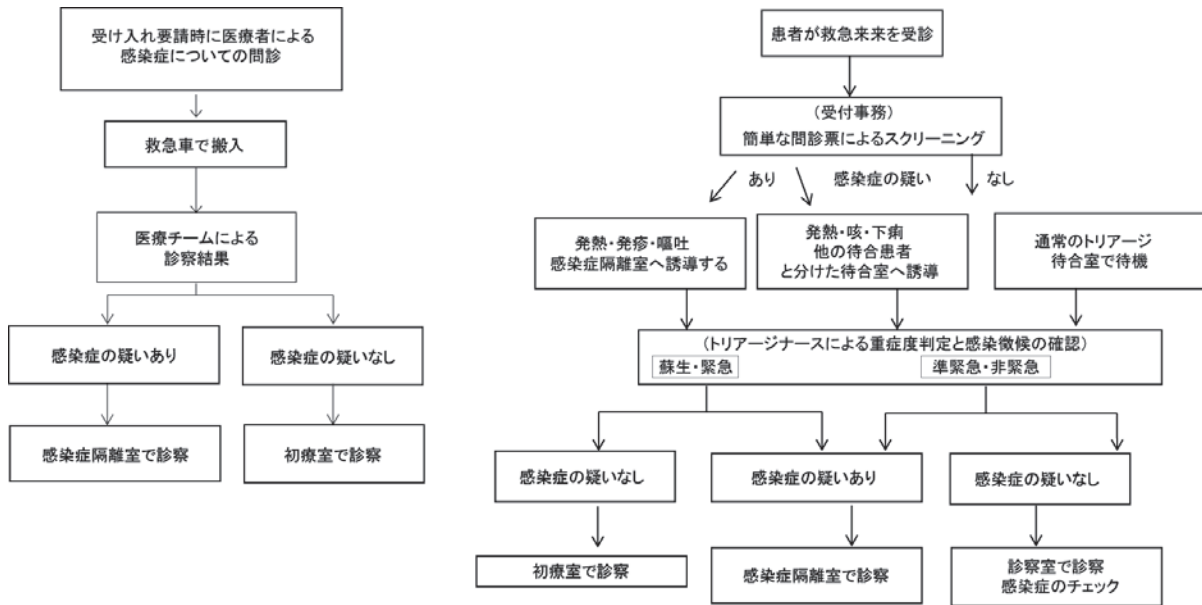 受け入れ要請時に医療者による
感染症についての問診
救急車で搬入
医療チームによる
診察結果
感染症の疑いあり
感染症の疑いなし
感染症隔離室で診察
初療室で診察
患者が救急来来を受診
(受付事務)
簡単な問診票によるスクリーニング
あり
感染症の疑い
なし
発熱・発疹・嘔吐
感染症隔離室へ誘導する
発熱・咳・下痢
他の待合患者
と分けた待合室へ誘導
通常のトリアージ
待合室で待機
(トリアージナースによる重症度判定と感染徴候の確認)
蘇生・緊急
準緊急・非緊急
感染症の疑いなし
感染症の疑いあり
感染症の疑いなし
初療室で診察
感染症隔離室で診察
診察室で診察
感染症のチェック